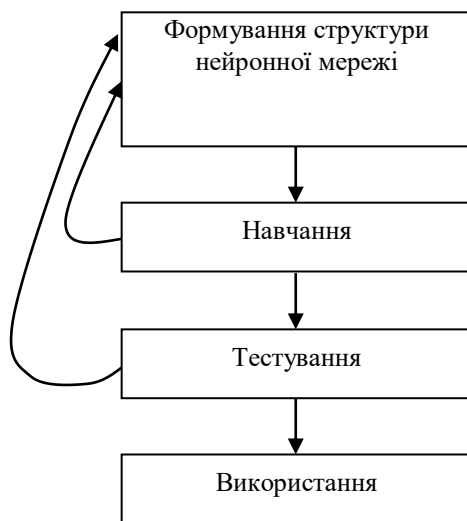 Формування структури
нейронної мережі
Навчання
Тестування
Використання